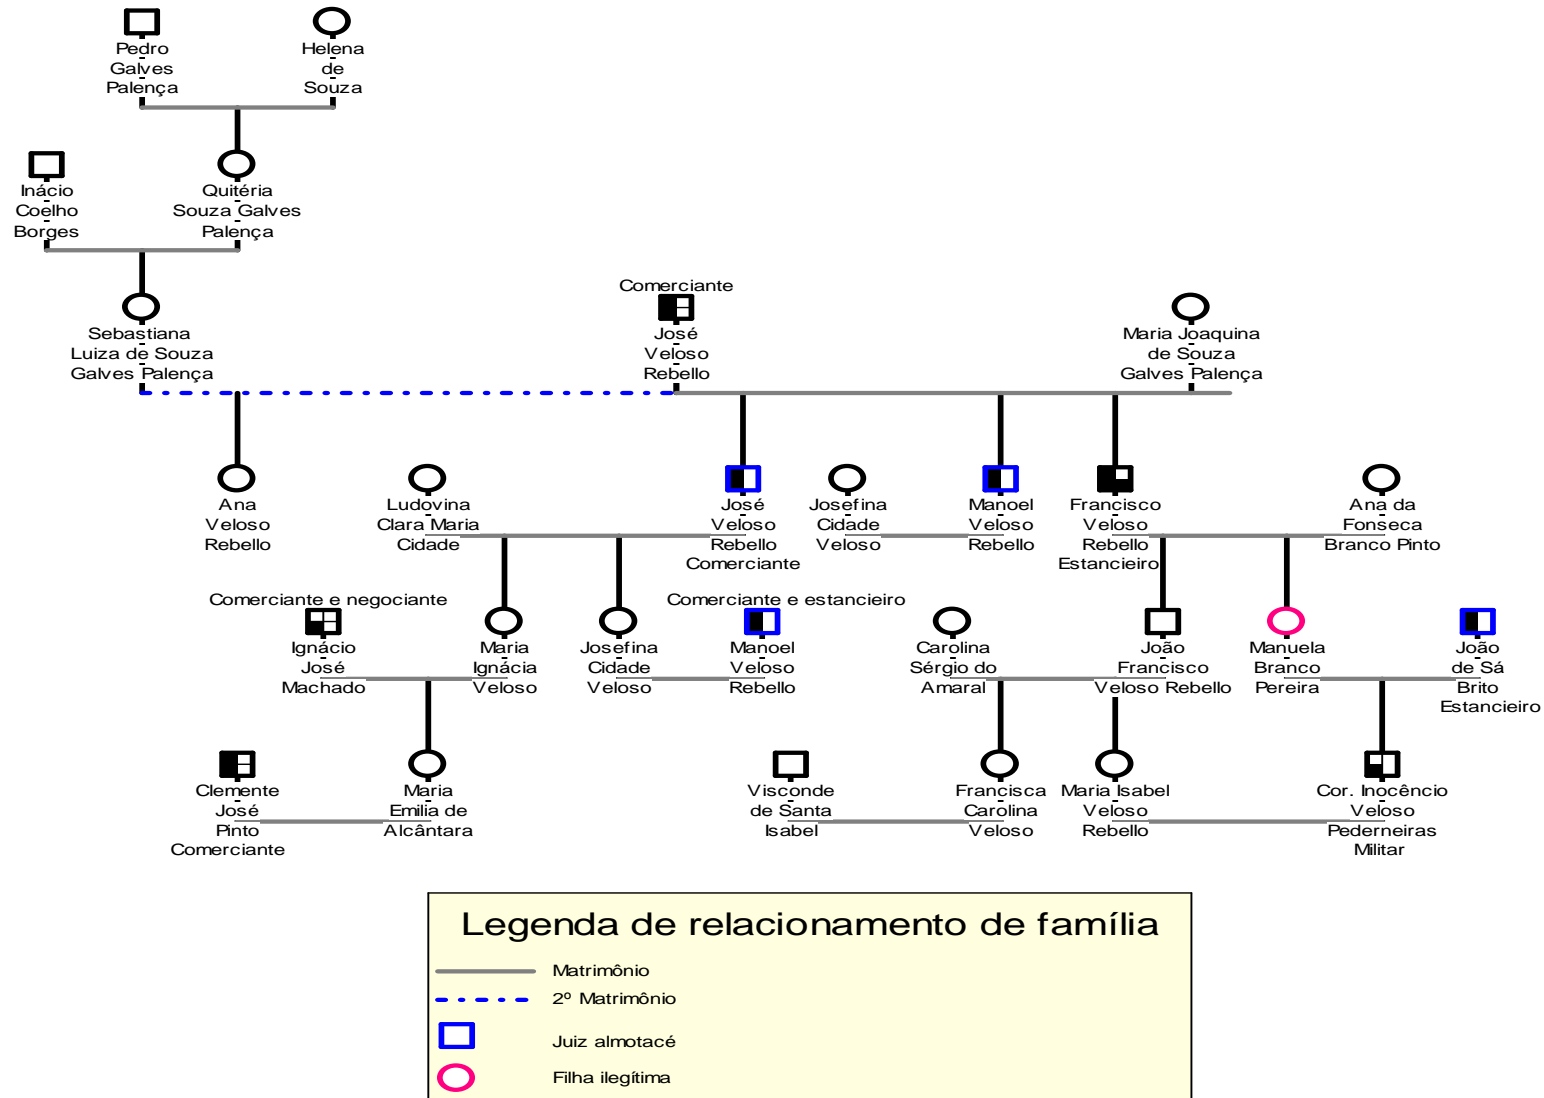 Pedro
Galves
Palença
Helena
de
Souza
Inácio
Coelho
Borges
Quitéria
Souza Galves
Palença
Sebastiana
Luiza de Souza
Galves Palença
Comerciante
José
Veloso
Rebello
Maria Joaquina
de Souza
Galves Palença
Ana
Veloso
Rebello
Ludovina
Clara Maria
Cidade
José
Veloso
Rebello
Comerciante
Josefina
Cidade
Veloso
Manoel
Veloso
Rebello
Francisco
Veloso
Rebello
Estancieiro
Ana da
Fonseca
Branco Pinto
Comerciante e negociante
Ignácio
José
Machado
Maria
Ignácia
Veloso
Josefina
Cidade
Veloso
Comerciante e estancieiro
Manoel
Veloso
Rebello
Carolina
Sérgio do
Amaral
João
Francisco
Veloso Rebello
Manuela
Branco
Pereira
João
de Sá
Brito
Estancieiro
Clemente
José
Pinto
Comerciante
Maria
Emilia de
Alcântara
Visconde
de Santa
Isabel
Francisca
Carolina
Veloso
Maria Isabel
Veloso
Rebello
Cor. Inocêncio
Veloso
Pederneiras
Militar
Legenda de relacionamento de família
Matrimônio
2º Matrimônio
Juiz almotacé
Filha ilegítima